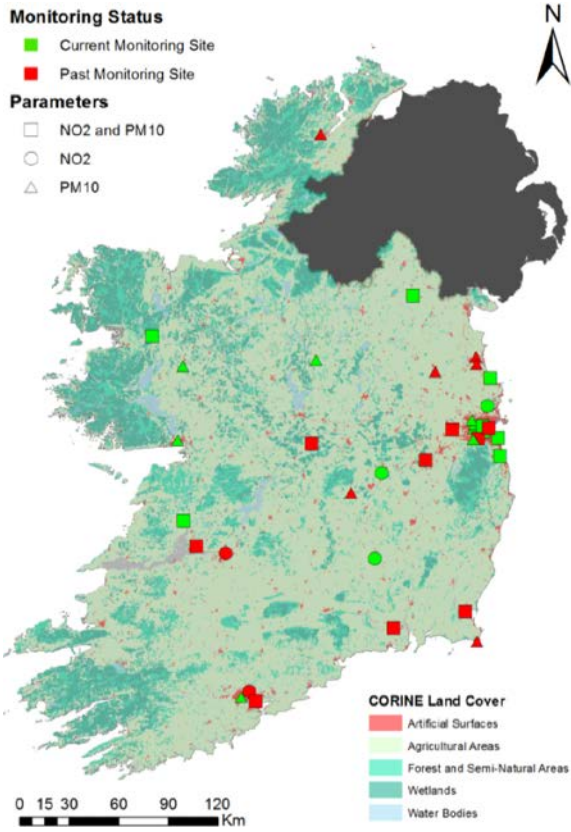 Monitoring Status
Current Monitoring Site
Past Monitoring Site
Parameters
NO2 and PM10
NO2
PM10
N
CORINE Land Cover
Artificial Surfaces
Agricultural Areas
Forest and Semi-Natural Areas
Wetlands
Water Bodies
0 15 30 60 90 120
Km